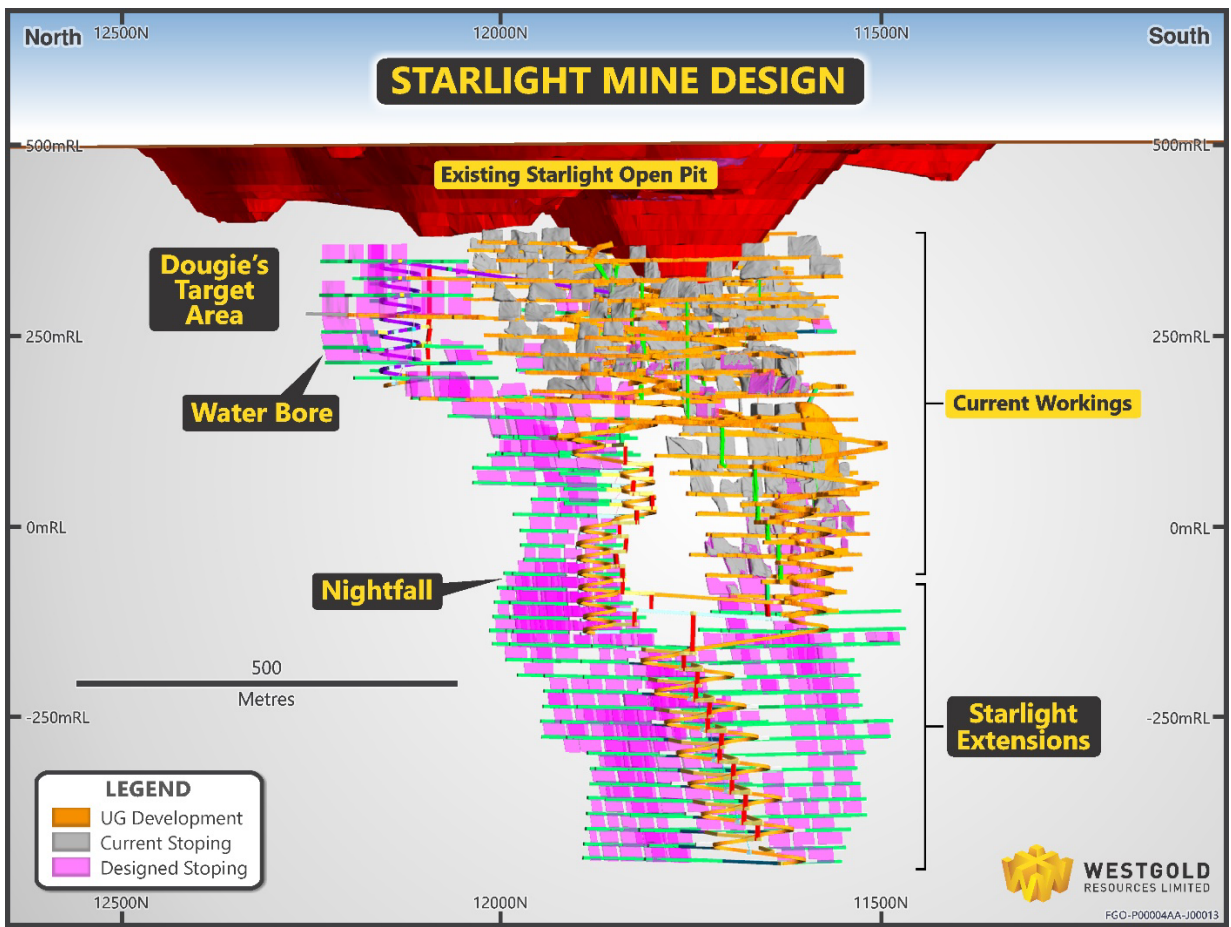 North
12500N
12000N
11500N
South
STARLIGHT MINE DESIGN
500mRL
500mRL
Existing Starlight Open Pit
Dougie's
Target
Area
250mRL
250mRL
Water Bore
Current Workings
0mRL
0mRL
Nightfall
500
Metres
-250mRL
-250mRL
Starlight
Extensions
LEGEND
UG Development
Current Stoping
Designed Stoping
WESTGOLD
RESOURCES LIMITED
12500N
12000N
11500N
FGO-P00004AA-J00013